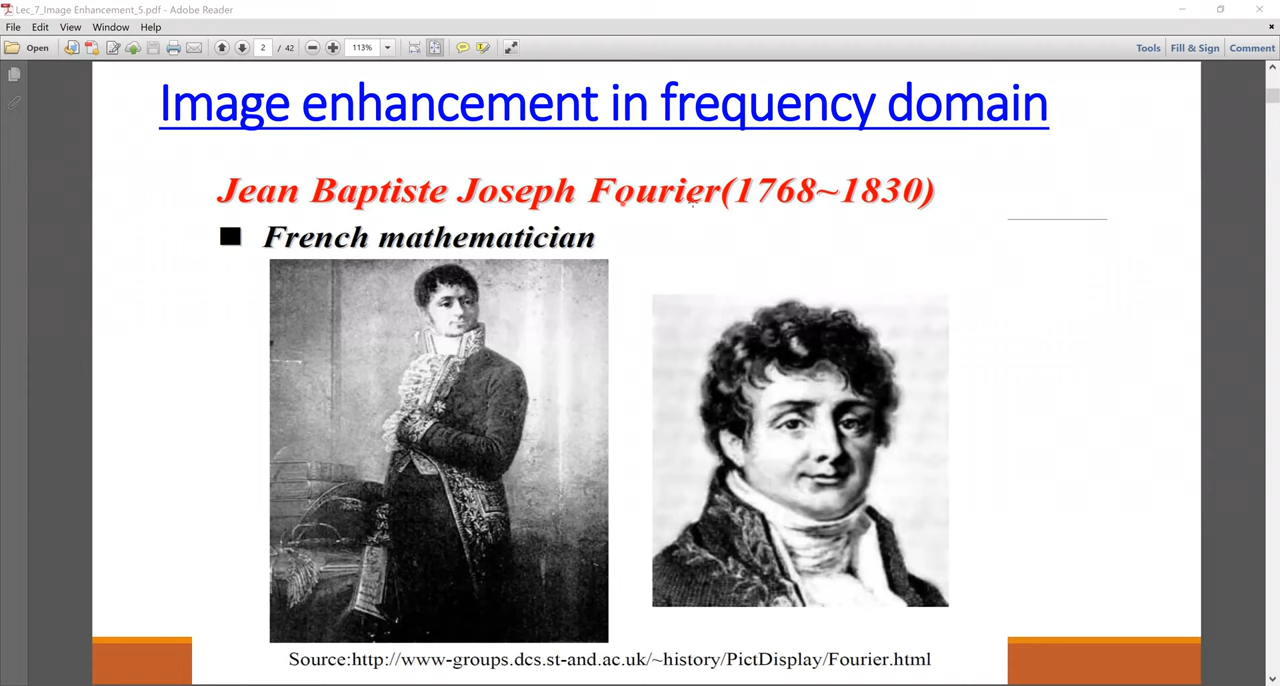 Lec_7_Image Enhancement_5.pdf - Adobe Reader
File Edit View Window Help
Open 2 / 42 113% Tools Fill & Sign Comment
Image enhancement in frequency domain
Jean Baptiste Joseph Fourier(1768~1830)
French mathematician
Source:http://www-groups.dcs.st-and.ac.uk/~history/PictDisplay/Fourier.html